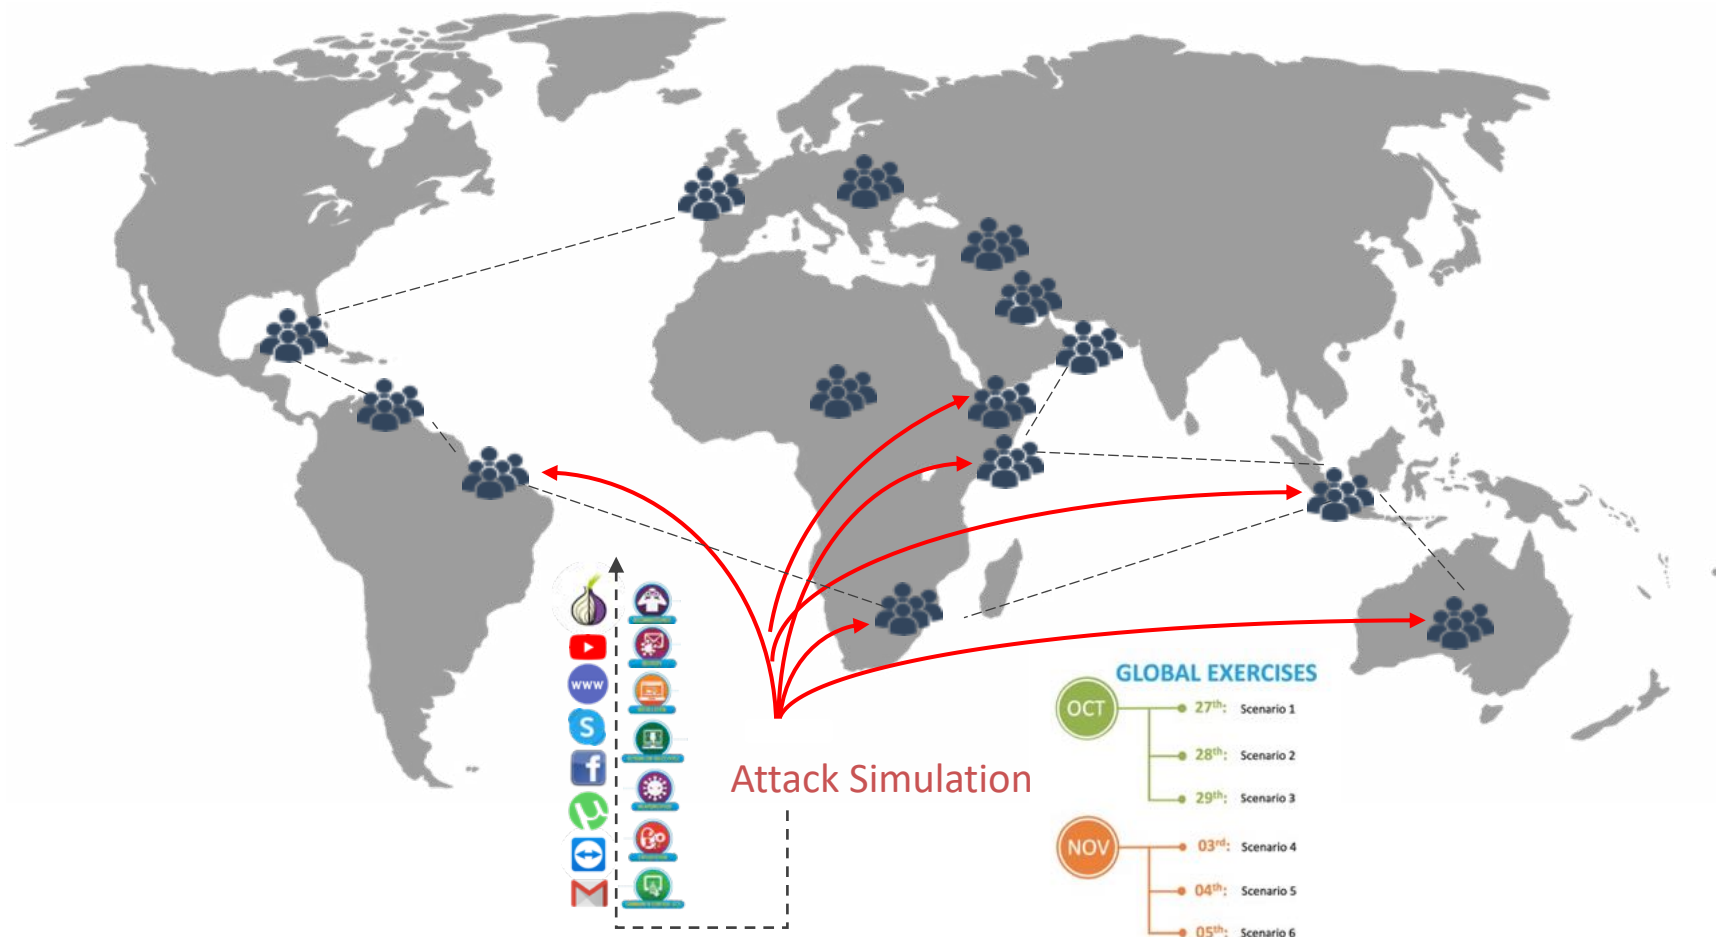 www
S
f
µ
Attack Simulation
GLOBAL EXERCISES
OCT
27th: Scenario 1
28th: Scenario 2
29th: Scenario 3
NOV
03rd: Scenario 4
04th: Scenario 5
05th: Scenario 6